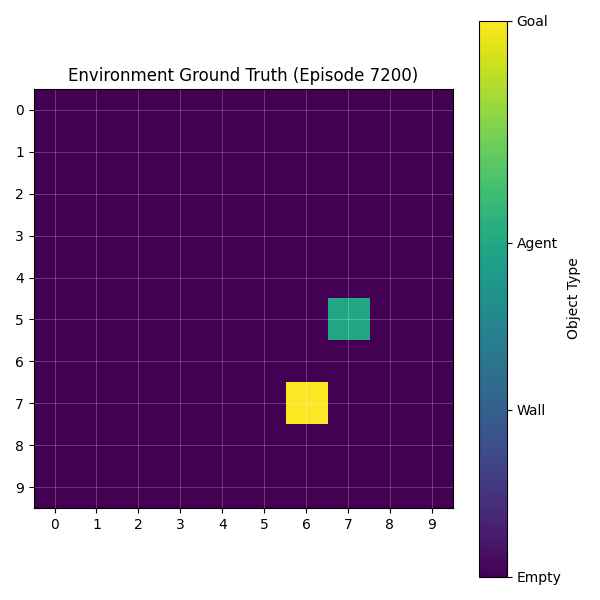 Environment Ground Truth (Episode 7200)
Goal
Agent
Wall
Empty
Object Type
0
1
2
3
4
5
6
7
8
9
0 1 2 3 4 5 6 7 8 9